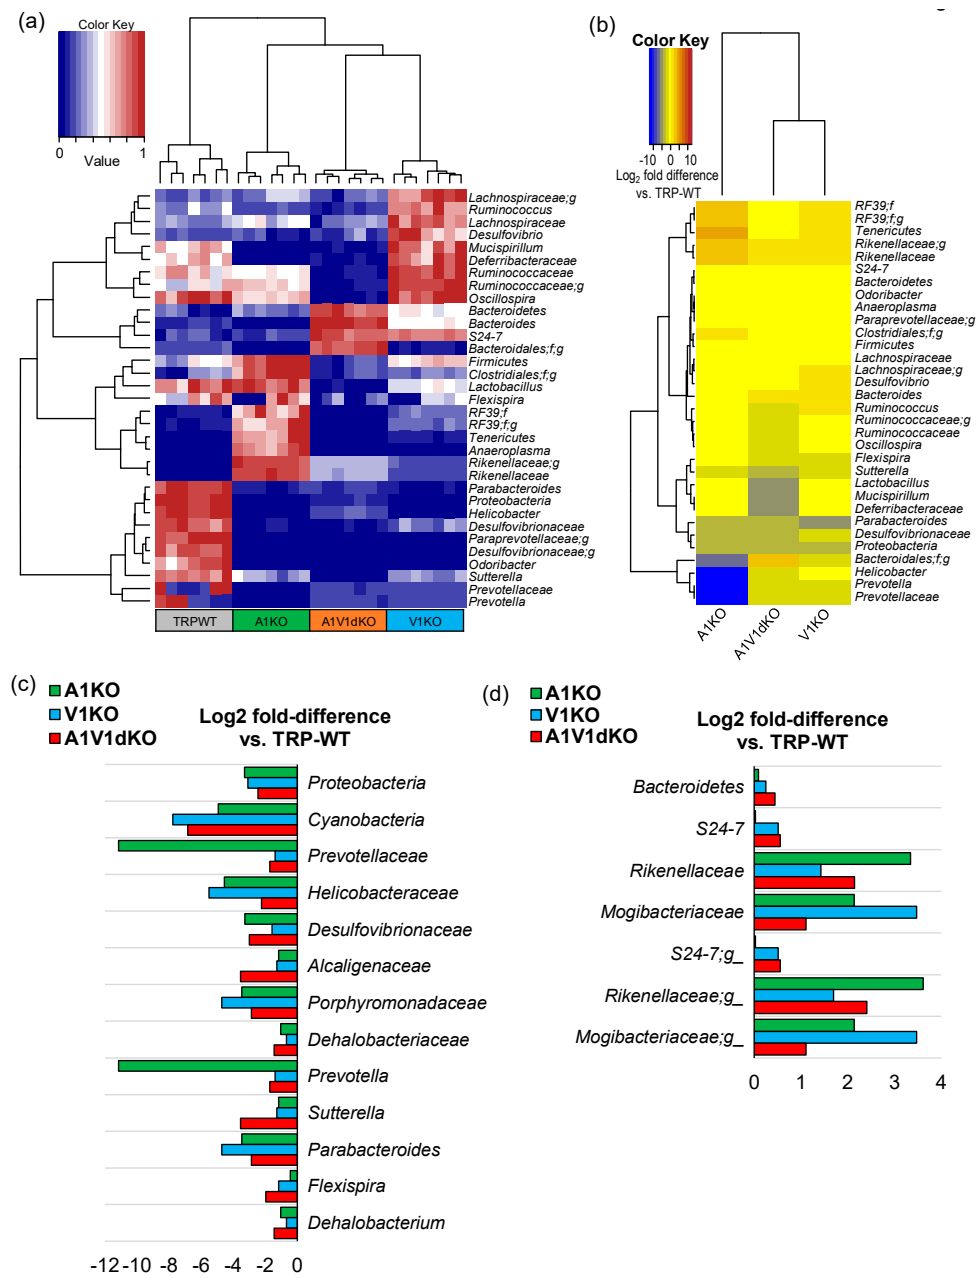 (a)
Color Key
0
1
Value
Lachnospiraceae;g
Ruminococcus
Lachnospiraceae
Desulfovibrio
Mucispirillum
Deferribacteraceae
Ruminococcaceae
Ruminococcaceae;g
Oscillospira
Bacteroidetes
Bacteroides
S24-7
Bacteroidales;f;g
Firmicutes
Clostridiales;f;g
Lactobacillus
Flexispira
RF39;f
RF39;f;g
Tenericutes
Anaeroplasma
Rikenellaceae;g
Rikenellaceae
Parabacteroides
Proteobacteria
Helicobacter
Desulfovibrionaceae
Paraprevotellaceae;g
Desulfovibrionaceae;g
Odoribacter
Sutterella
Prevotellaceae
Prevotella
TRPWT
A1KO
A1V1dKO
V1KO
(b)
Color Key
-10 0 10
Log2 fold difference
vs. TRP-WT
RF39;f
RF39;f;g
Tenericutes
Rikenellaceae;g
Rikenellaceae
S24-7
Bacteroidetes
Odoribacter
Anaeroplasma
Paraprevotellaceae;g
Clostridiales;f;g
Firmicutes
Lachnospiraceae
Lachnospiraceae;g
Desulfovibrio
Bacteroides
Ruminococcus
Ruminococcaceae;g
Ruminococcaceae
Oscillospira
Flexispira
Sutterella
Lactobacillus
Mucispirillum
Deferribacteraceae
Parabacteroides
Desulfovibrionaceae
Proteobacteria
Bacteroidales;f;g
Helicobacter
Prevotella
Prevotellaceae
A1KO
A1V1dKO
V1KO
(c)
A1KO
V1KO
A1V1dKO
Log2 fold-difference
vs. TRP-WT
Proteobacteria
Cyanobacteria
Prevotellaceae
Helicobacteraceae
Desulfovibrionaceae
Alcaligenaceae
Porphyromonadaceae
Dehalobacteriaceae
Prevotella
Sutterella
Parabacteroides
Flexispira
Dehalobacterium
-12 -10 -8 -6 -4 -2 0
(d)
A1KO
V1KO
A1V1dKO
Log2 fold-difference
vs. TRP-WT
Bacteroidetes
S24-7
Rikenellaceae
Mogibacteriaceae
S24-7;g_
Rikenellaceae;g_
Mogibacteriaceae;g_
0 1 2 3 4